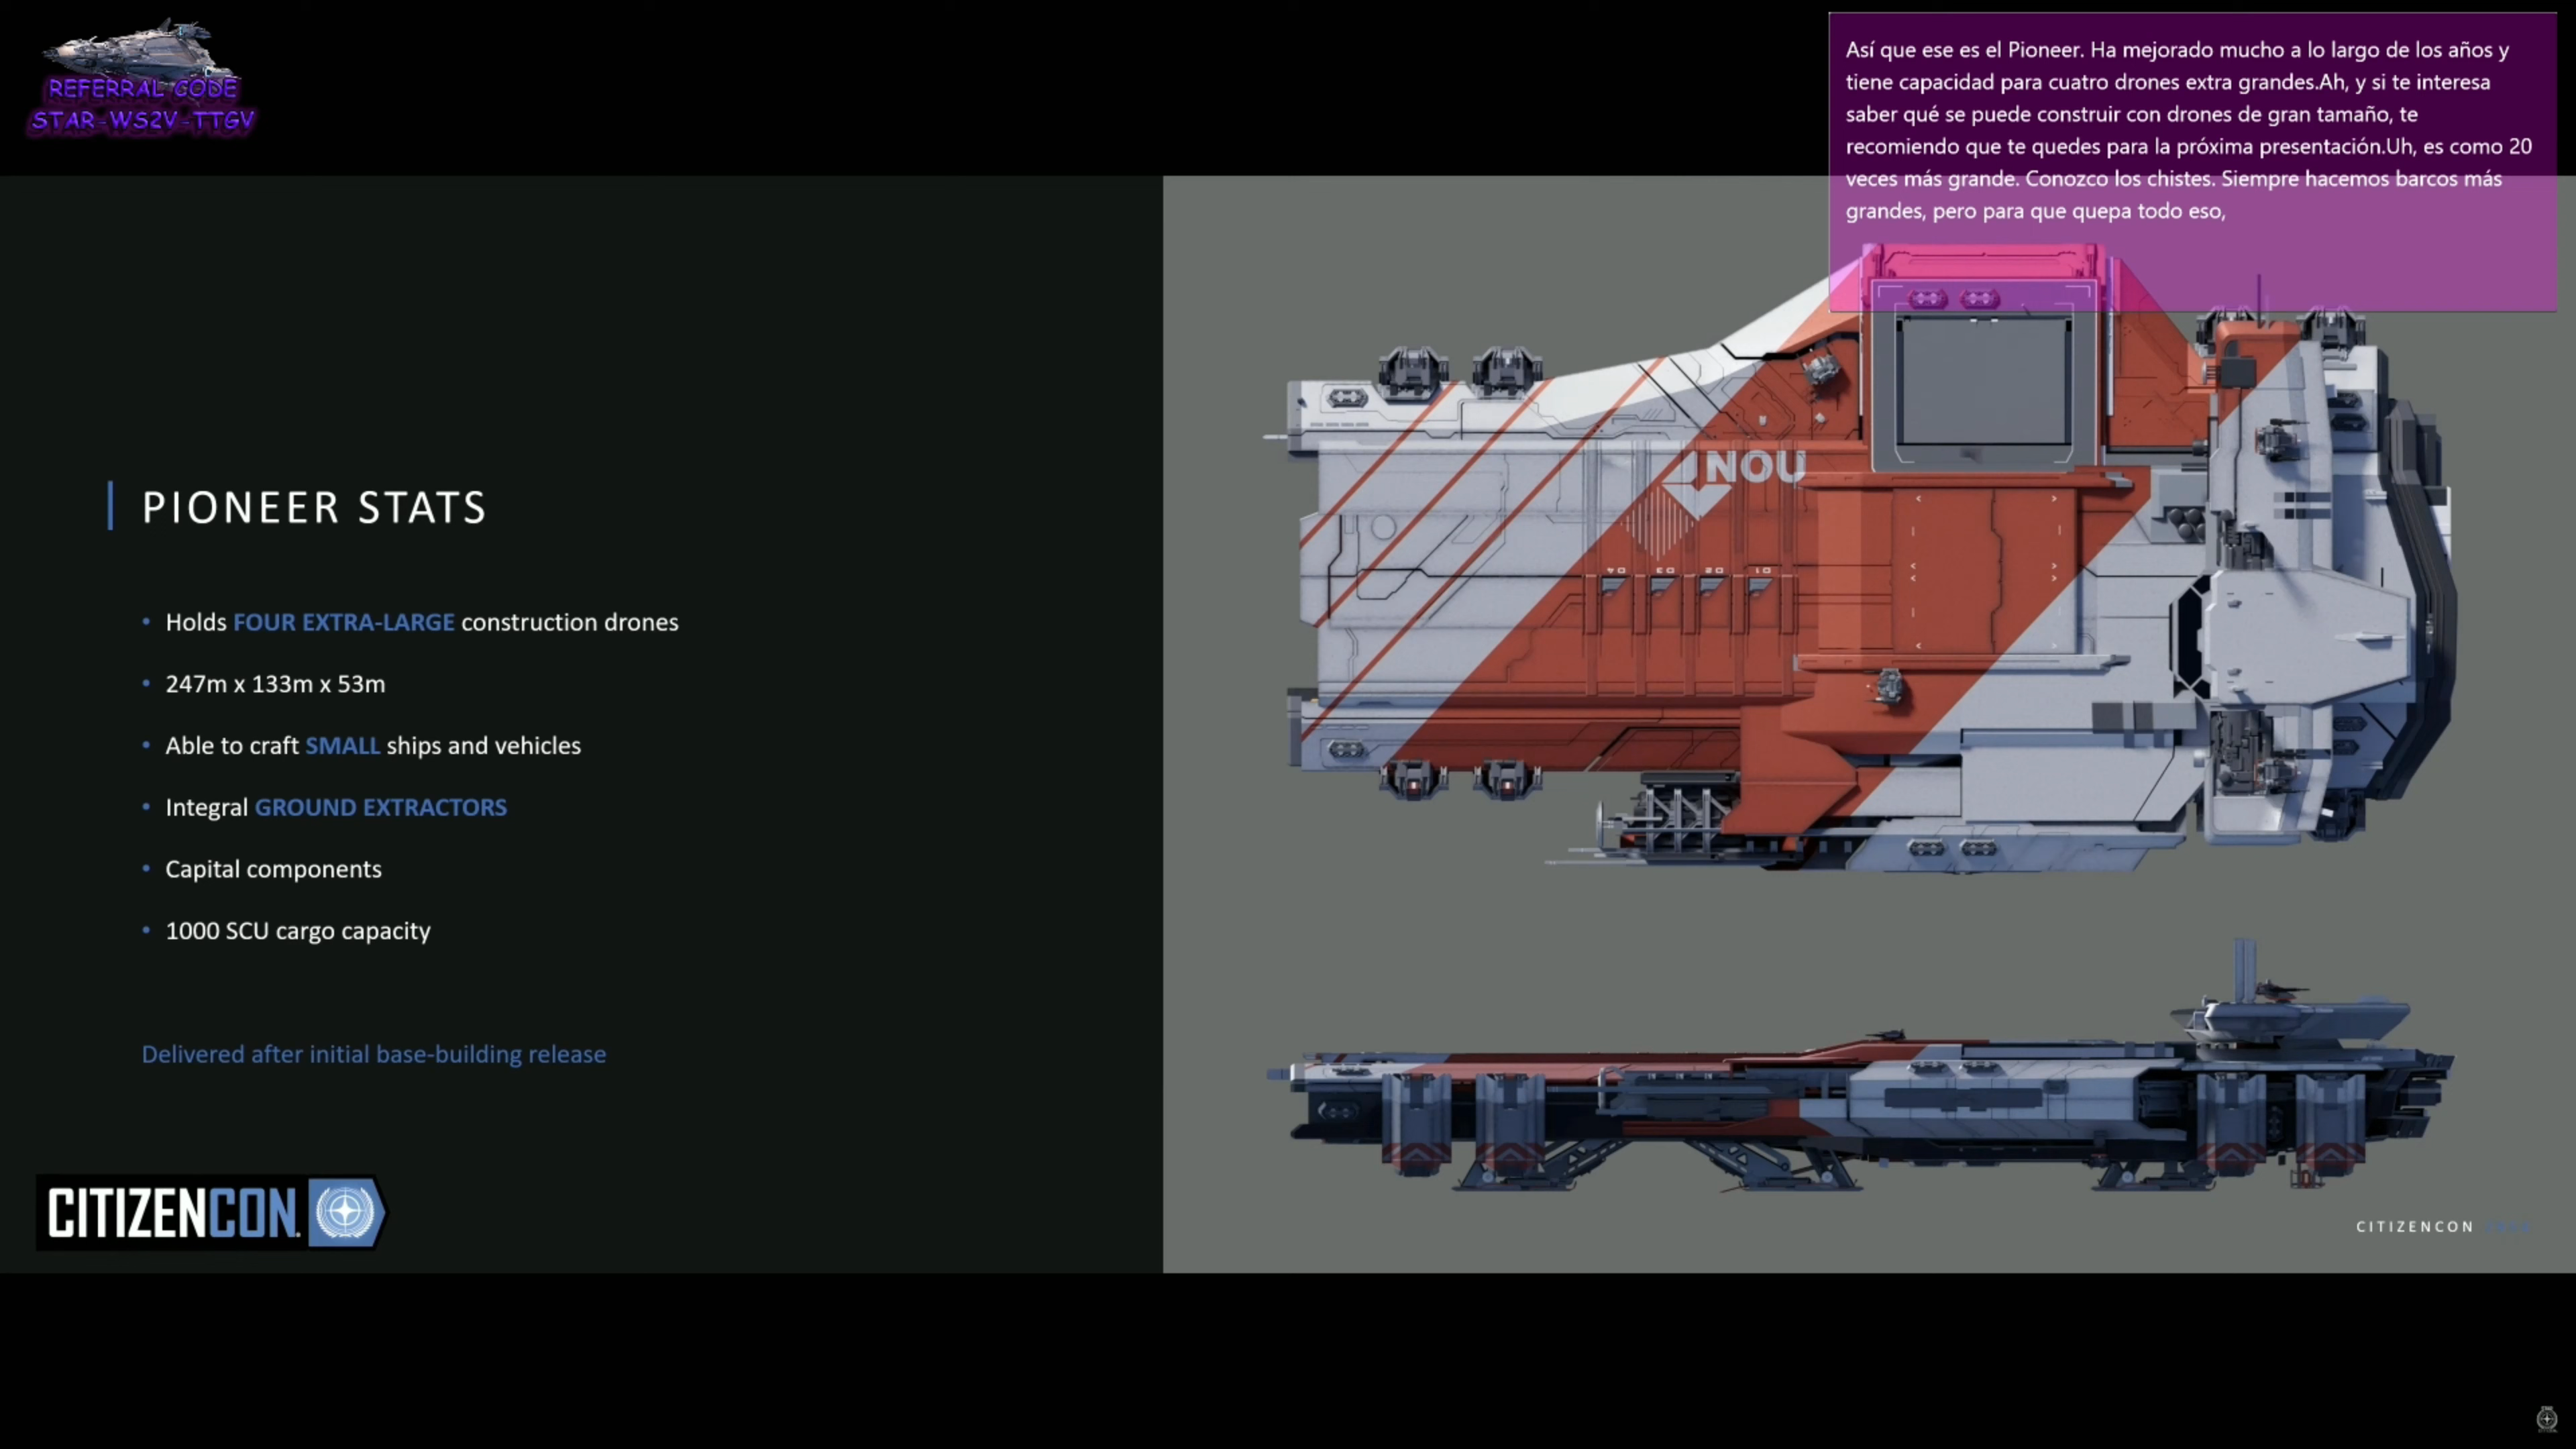 REFERRAL CODE
STAR-WS2V-TTGV
Así que ese es el Pioneer. Ha mejorado mucho a lo largo de los años y
tiene capacidad para cuatro drones extra grandes.Ah, y si te interesa
saber qué se puede construir con drones de gran tamaño, te
recomiendo que te quedes para la próxima presentación.Uh, es como 20
veces más grande. Conozco los chistes. Siempre hacemos barcos más
grandes, pero para que quepa todo eso,
PIONEER STATS
• Holds FOUR EXTRA-LARGE construction drones
• 247m x 133m x 53m
• Able to craft SMALL ships and vehicles
• Integral GROUND EXTRACTORS
• Capital components
• 1000 SCU cargo capacity
Delivered after initial base-building release
NOU
D4 D3 D2 D1
CITIZENCON
CITIZENCON